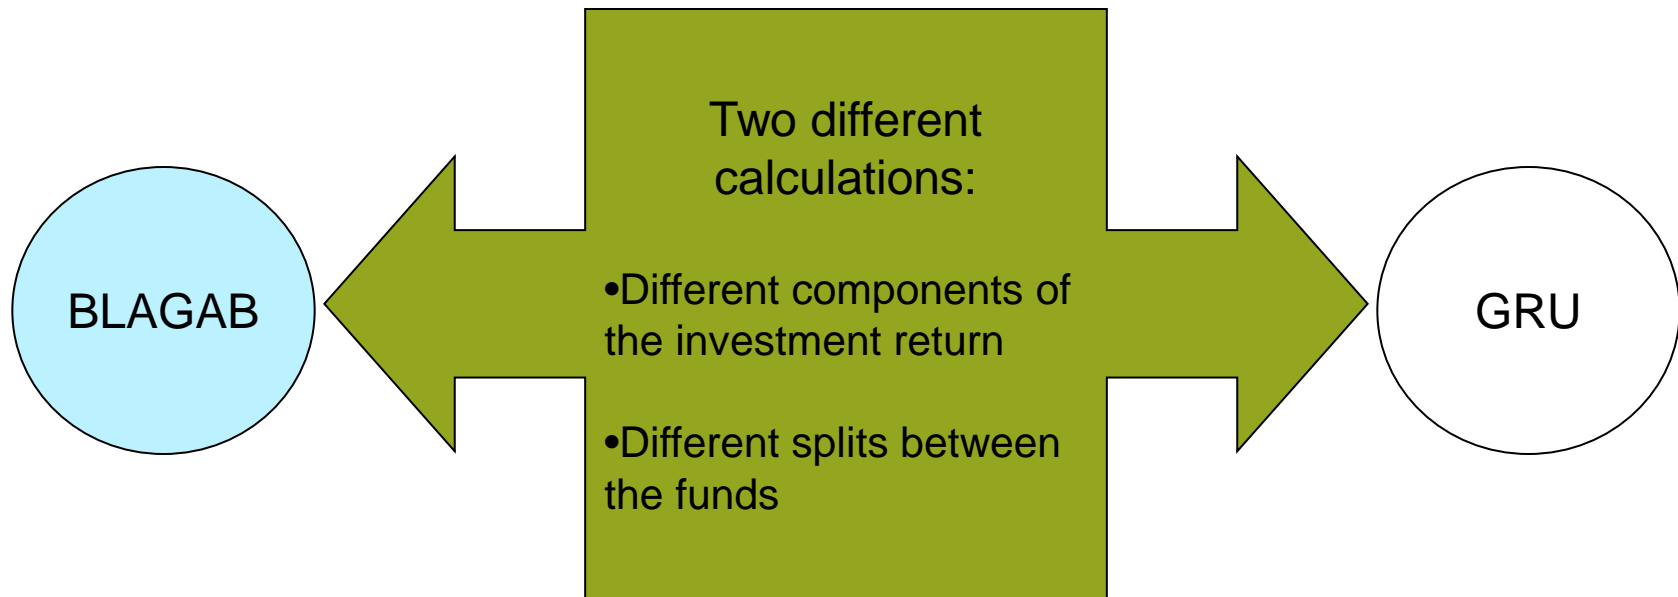 BLAGAB
Two different
calculations:
•Different components of
the investment return
•Different splits between
the funds
GRU